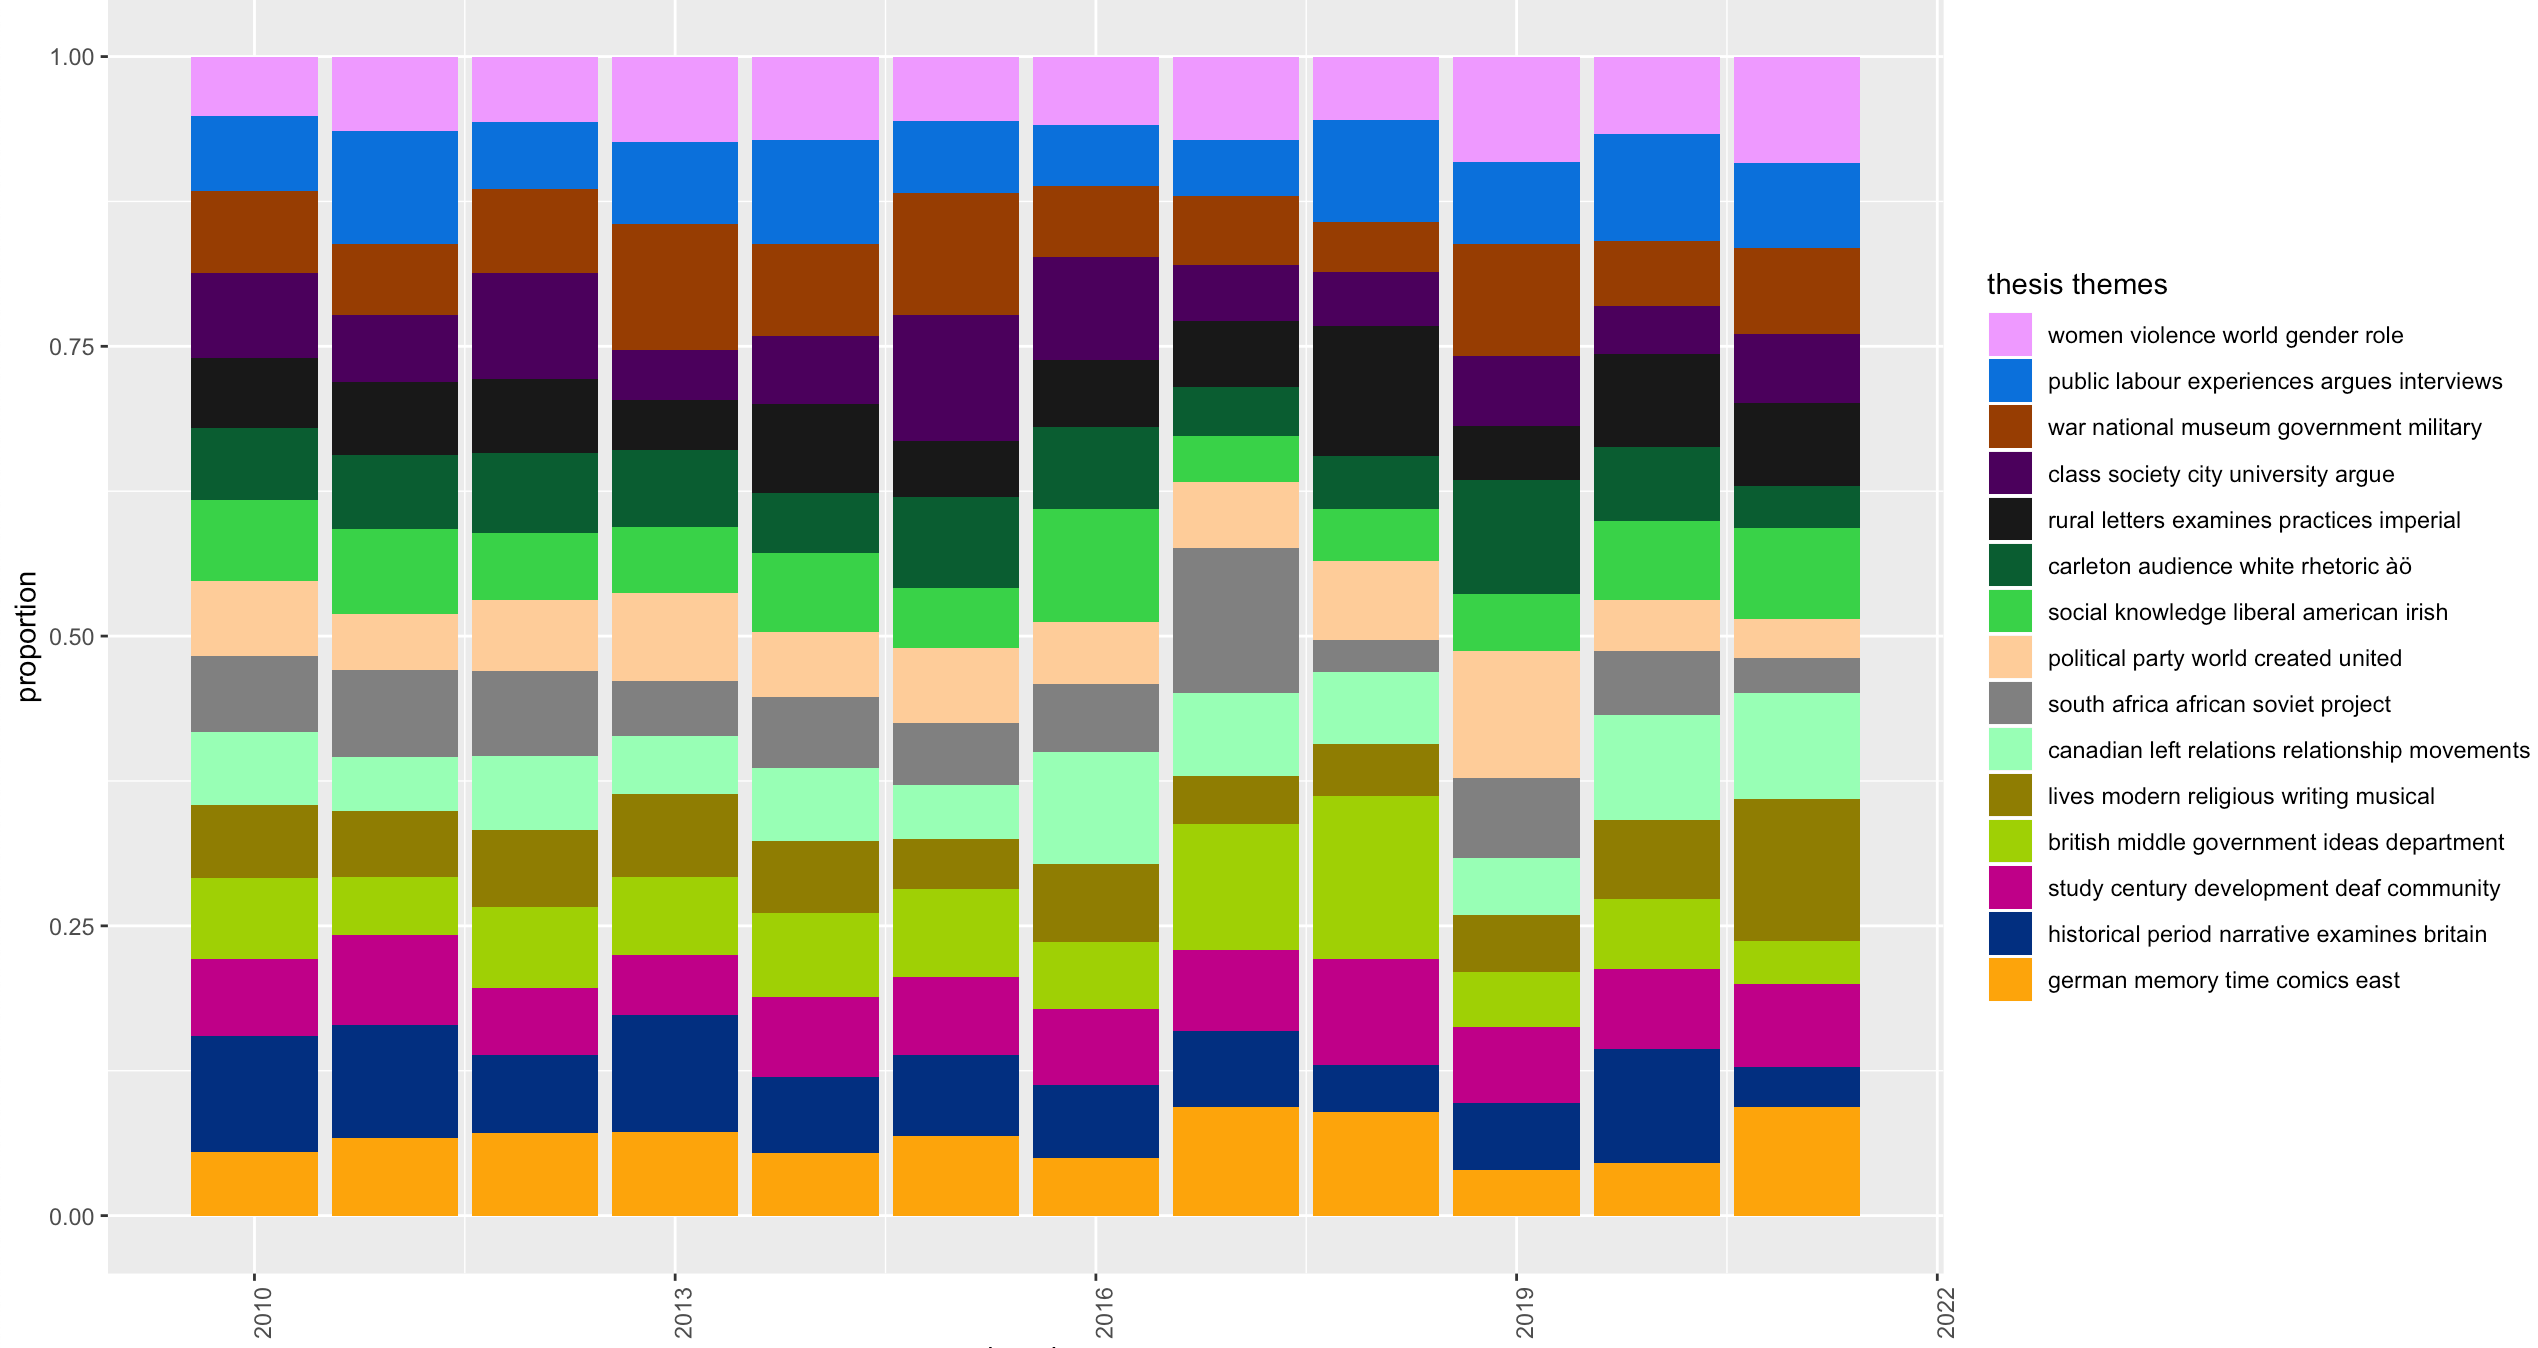 proportion
1.00
0.75
0.50
0.25
0.00
2010
2013
2016
2019
2022
thesis themes
women violence world gender role
public labour experiences argues interviews
war national museum government military
class society city university argue
rural letters examines practices imperial
carleton audience white rhetoric àö
social knowledge liberal american irish
political party world created united
south africa african soviet project
canadian left relations relationship movements
lives modern religious writing musical
british middle government ideas department
study century development deaf community
historical period narrative examines britain
german memory time comics east